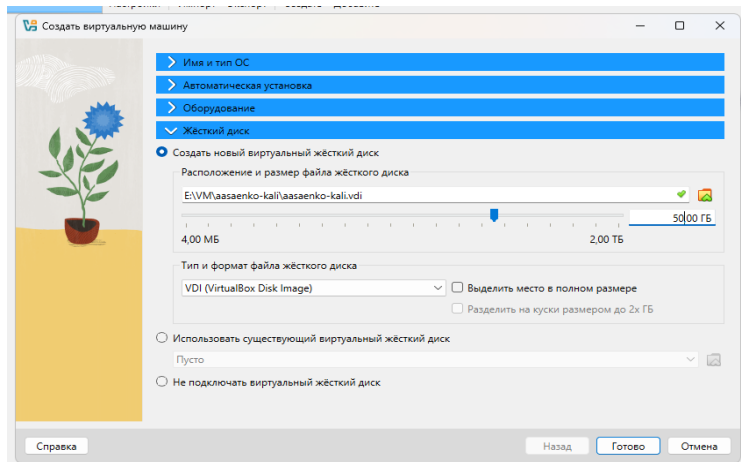 Создать виртуальную машину
Имя и тип ОС
Автоматическая установка
Оборудование
Жёсткий диск
Создать новый виртуальный жёсткий диск
Расположение и размер файла жёсткого диска
E:\VM\aasaenko-kali\aasaenko-kali.vdi
50,00 ГБ
4,00 МБ 2,00 ТБ
Тип и формат файла жёсткого диска
VDI (VirtualBox Disk Image) Выделить место в полном размере
Разделить на куски размером до 2х ГБ
Использовать существующий виртуальный жёсткий диск
Пусто
Не подключать виртуальный жёсткий диск
Справка Назад Готово Отмена